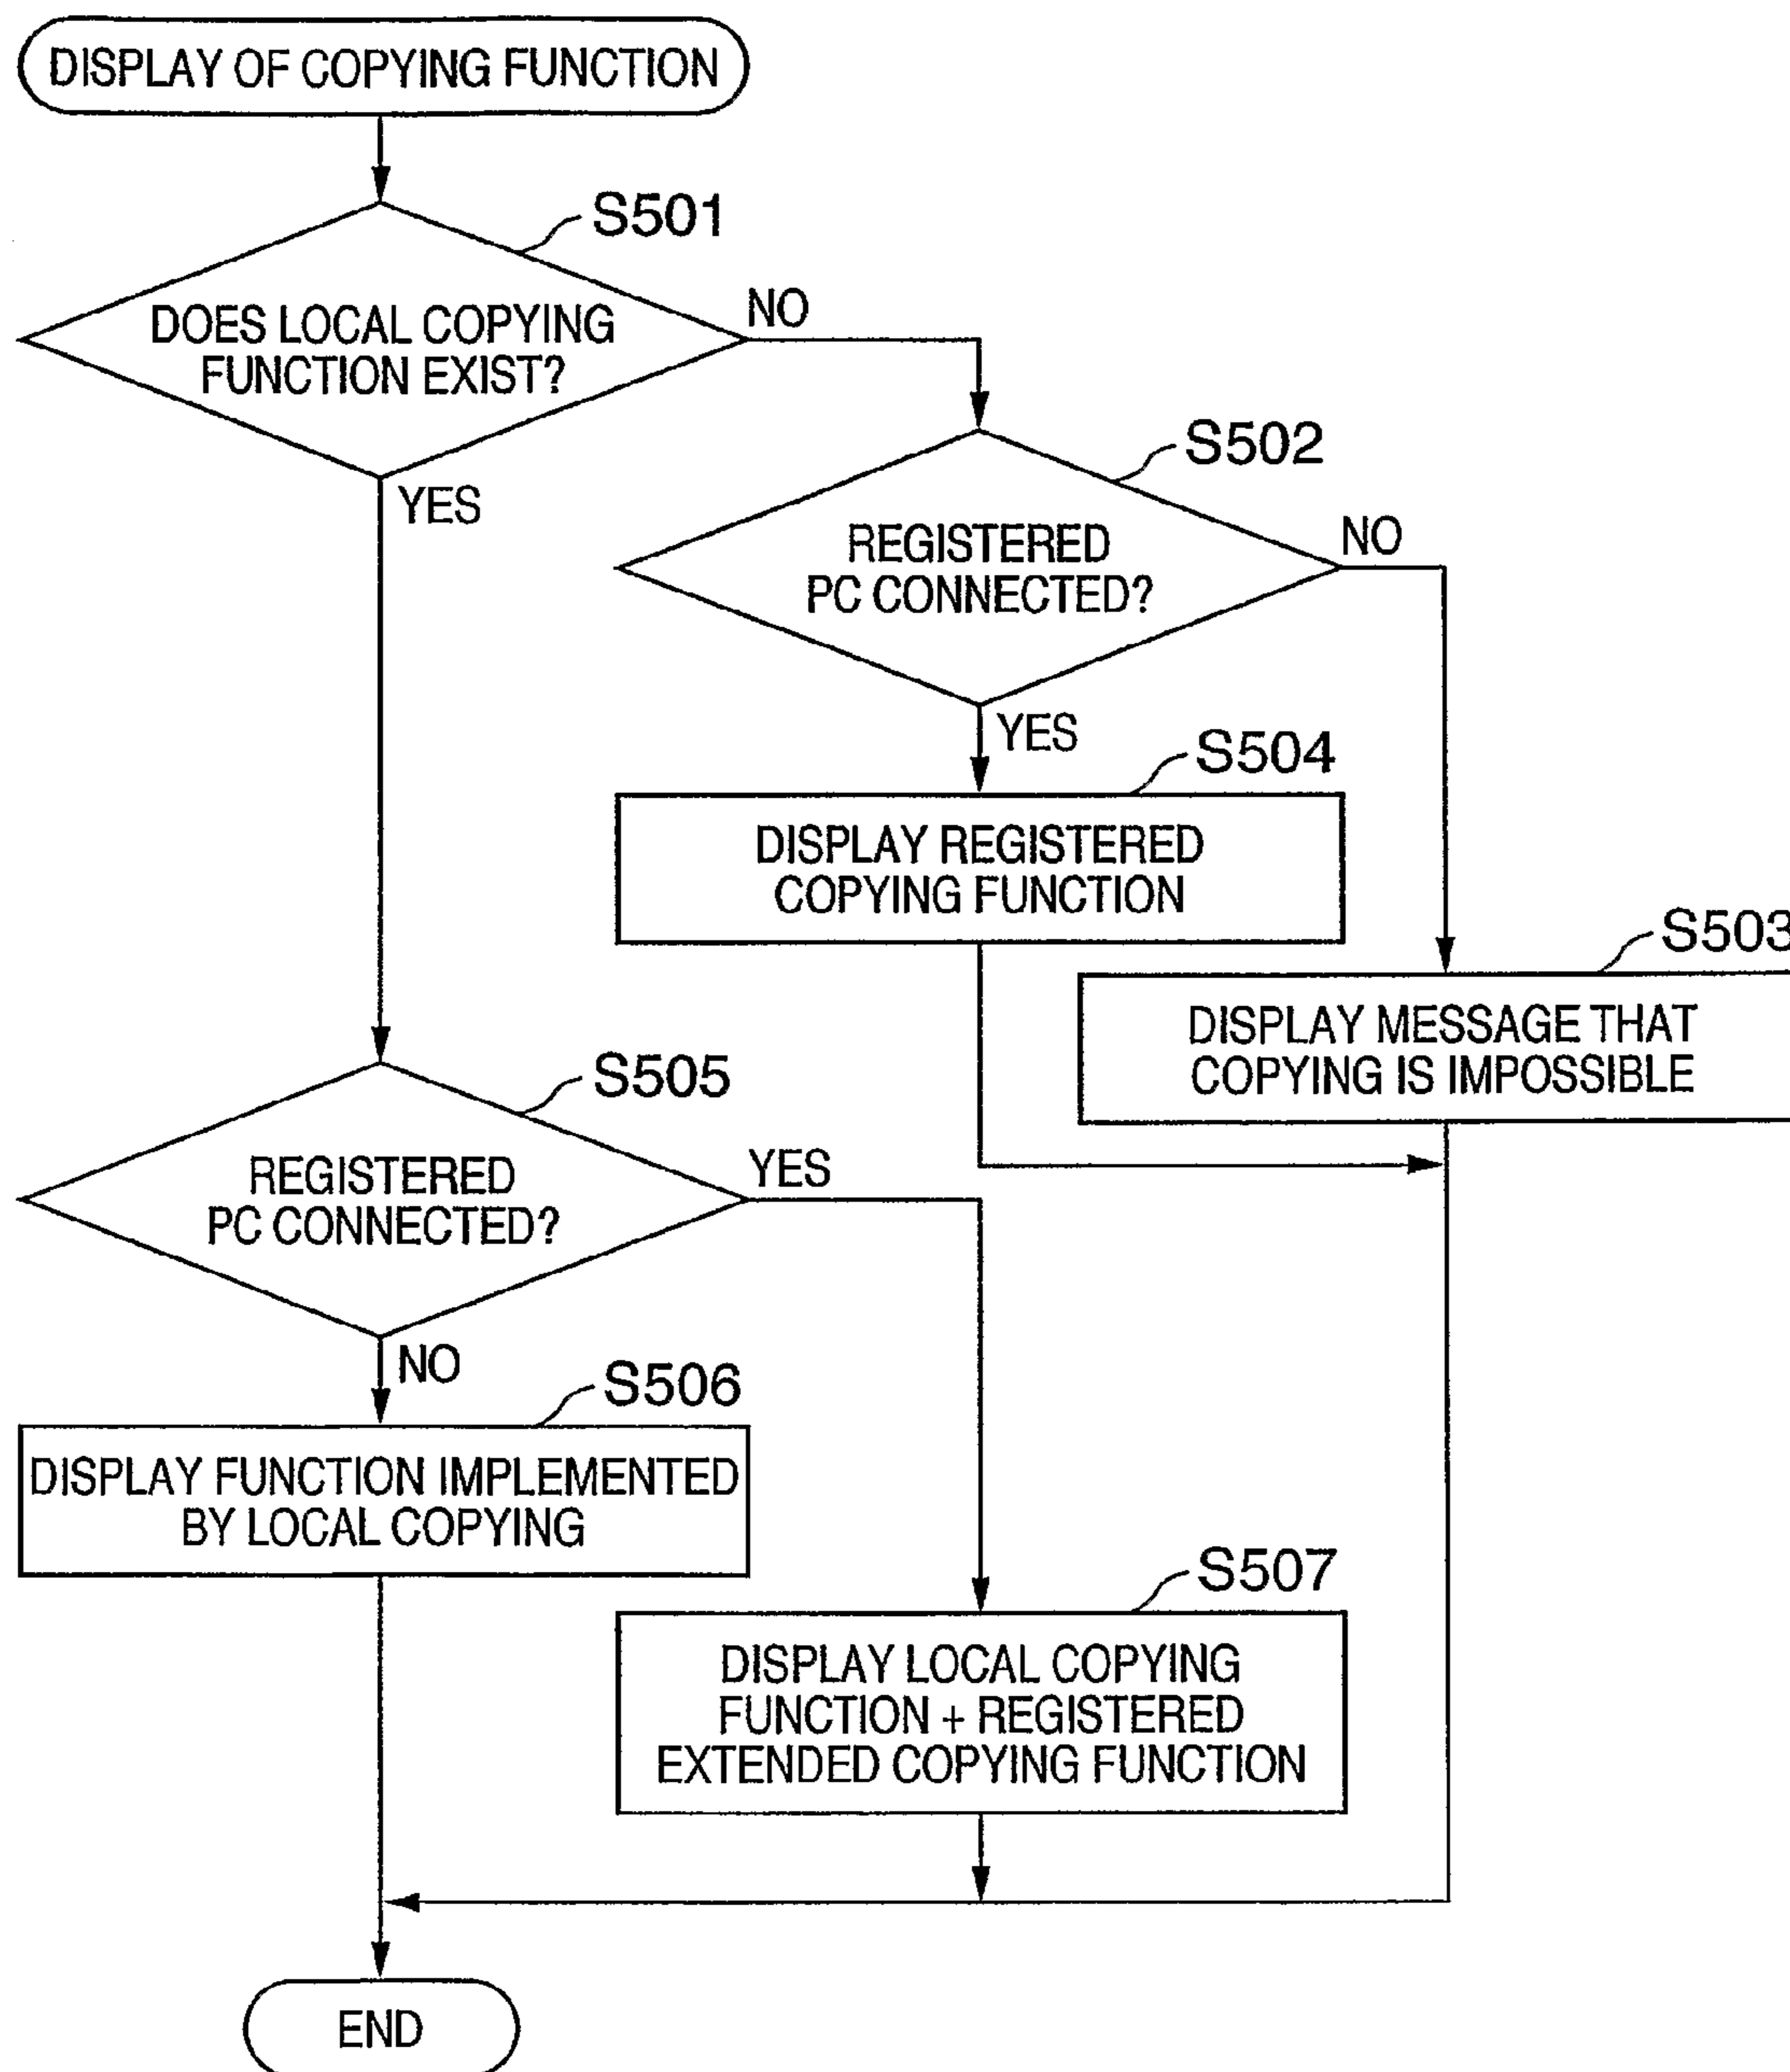 DISPLAY OF COPYING FUNCTION
S501
DOES LOCAL COPYING
FUNCTION EXIST?
NO
YES
S502
REGISTERED
PC CONNECTED?
NO
YES
S504
DISPLAY REGISTERED
COPYING FUNCTION
S503
DISPLAY MESSAGE THAT
COPYING IS IMPOSSIBLE
S505
REGISTERED
PC CONNECTED?
YES
NO
S506
DISPLAY FUNCTION IMPLEMENTED
BY LOCAL COPYING
S507
DISPLAY LOCAL COPYING
FUNCTION + REGISTERED
EXTENDED COPYING FUNCTION
END